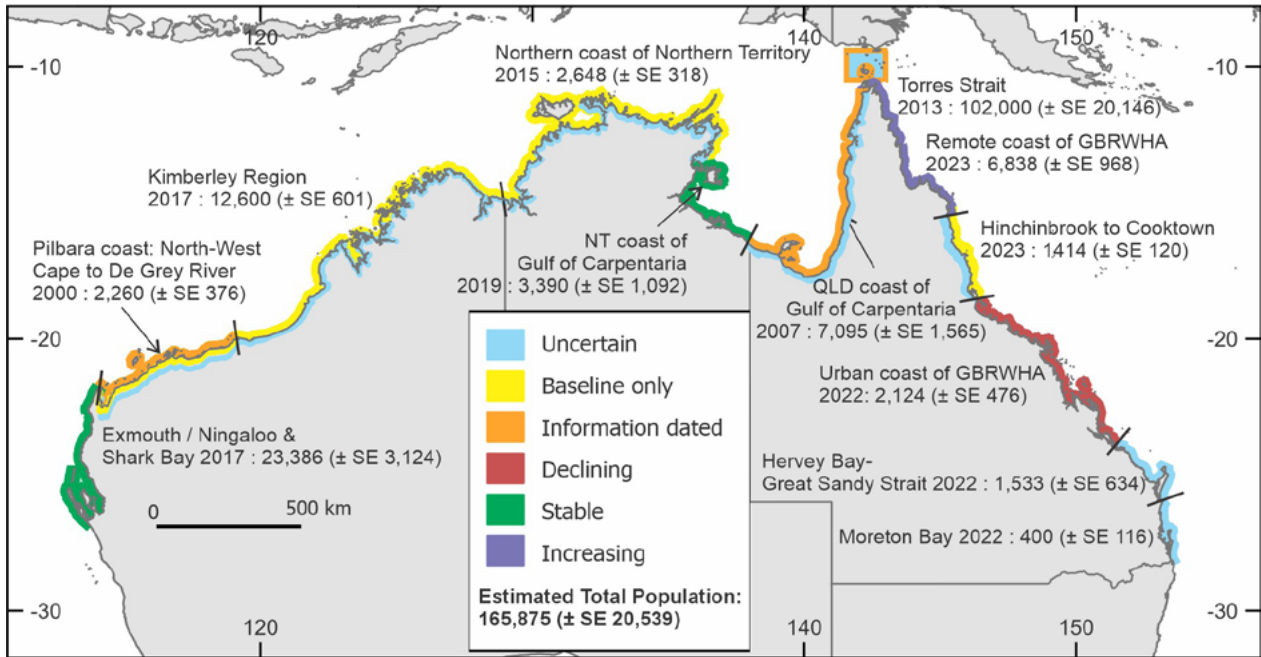 120
140
150
-10
-10
Northern coast of Northern Territory
2015 : 2,648 (± SE 318)
Torres Strait
2013 : 102,000 (± SE 20,146)
Remote coast of GBRWHA
2023 : 6,838 (± SE 968)
Kimberley Region
2017 : 12,600 (± SE 601)
Hinchinbrook to Cooktown
2023 : 1,414 (± SE 120)
Pilbara coast: North-West
Cape to De Grey River
2000 : 2,260 (± SE 376)
NT coast of
Gulf of Carpentaria
2019 : 3,390 (± SE 1,092)
QLD coast of
Gulf of Carpentaria
2007 : 7,095 (± SE 1,565)
-20
-20
Urban coast of GBRWHA
2022: 2,124 (± SE 476)
Exmouth / Ningaloo &
Shark Bay 2017 : 23,386 (± SE 3,124)
Hervey Bay-
Great Sandy Strait 2022 : 1,533 (± SE 634)
Moreton Bay 2022 : 400 (± SE 116)
0 500 km
Uncertain
Baseline only
Information dated
Declining
Stable
Increasing
Estimated Total Population:
165,875 (± SE 20,539)
-30
-30
120
140
150